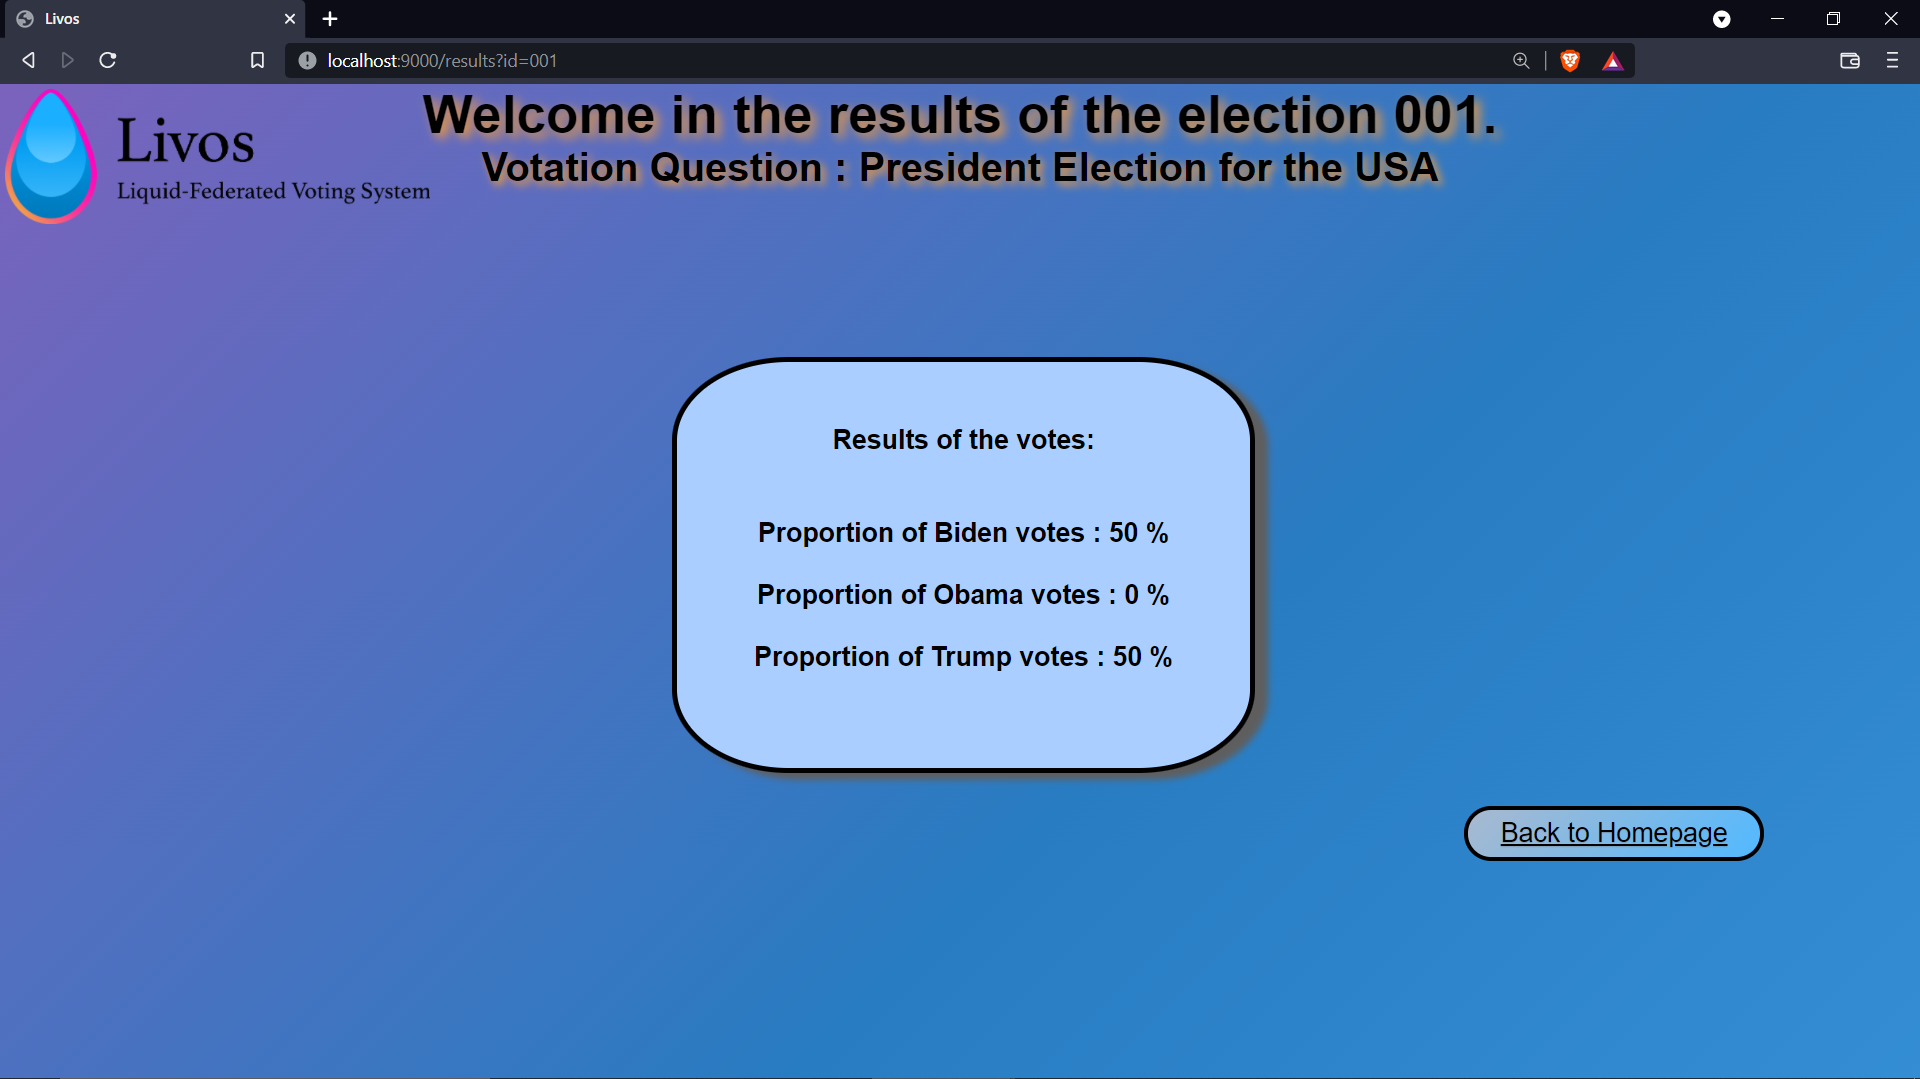 Livos
localhost:9000/results?id=001
Livos
Liquid-Federated Voting System
Welcome in the results of the election 001.
Votation Question : President Election for the USA
Results of the votes:
Proportion of Biden votes : 50 %
Proportion of Obama votes : 0 %
Proportion of Trump votes : 50 %
Back to Homepage